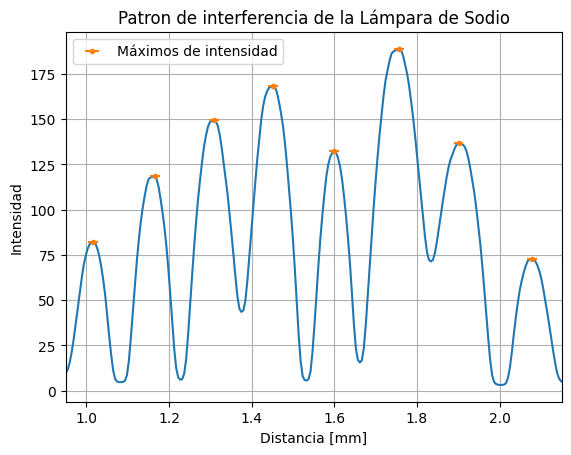 Patron de interferencia de la Lámpara de Sodio
Máximos de intensidad
Intensidad
175
150
125
100
75
50
25
0
1.0 1.2 1.4 1.6 1.8 2.0
Distancia [mm]